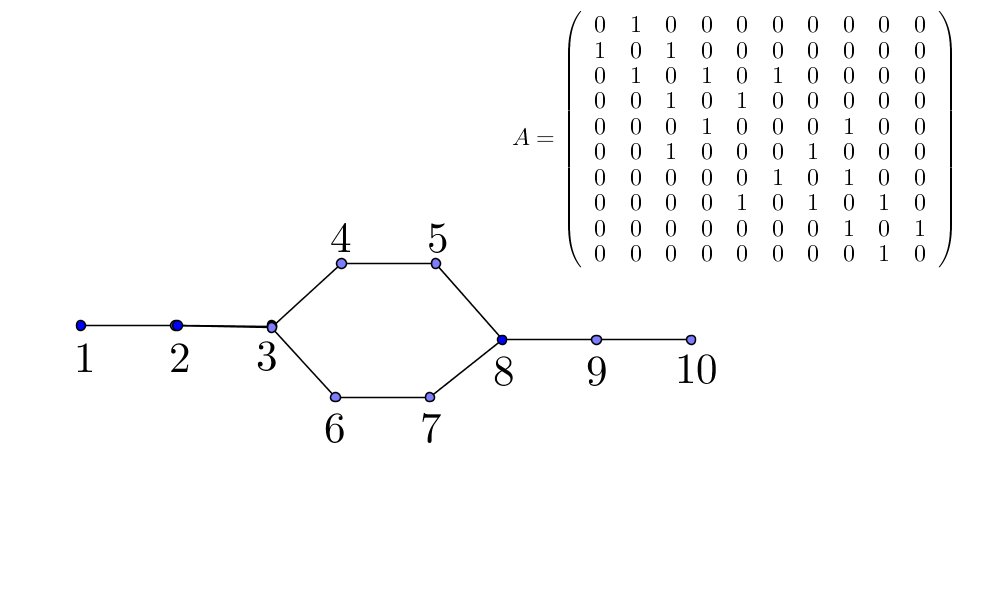 A =
0 1 0 0 0 0 0 0 0 0
1 0 1 0 0 0 0 0 0 0
0 1 0 1 0 1 0 0 0 0
0 0 1 0 1 0 0 0 0 0
0 0 0 1 0 0 0 1 0 0
0 0 1 0 0 0 1 0 0 0
0 0 0 0 0 1 0 1 0 0
0 0 0 0 1 0 1 0 1 0
0 0 0 0 0 0 0 1 0 1
0 0 0 0 0 0 0 0 1 0
4 5
1 2 3 8 9 10
6 7